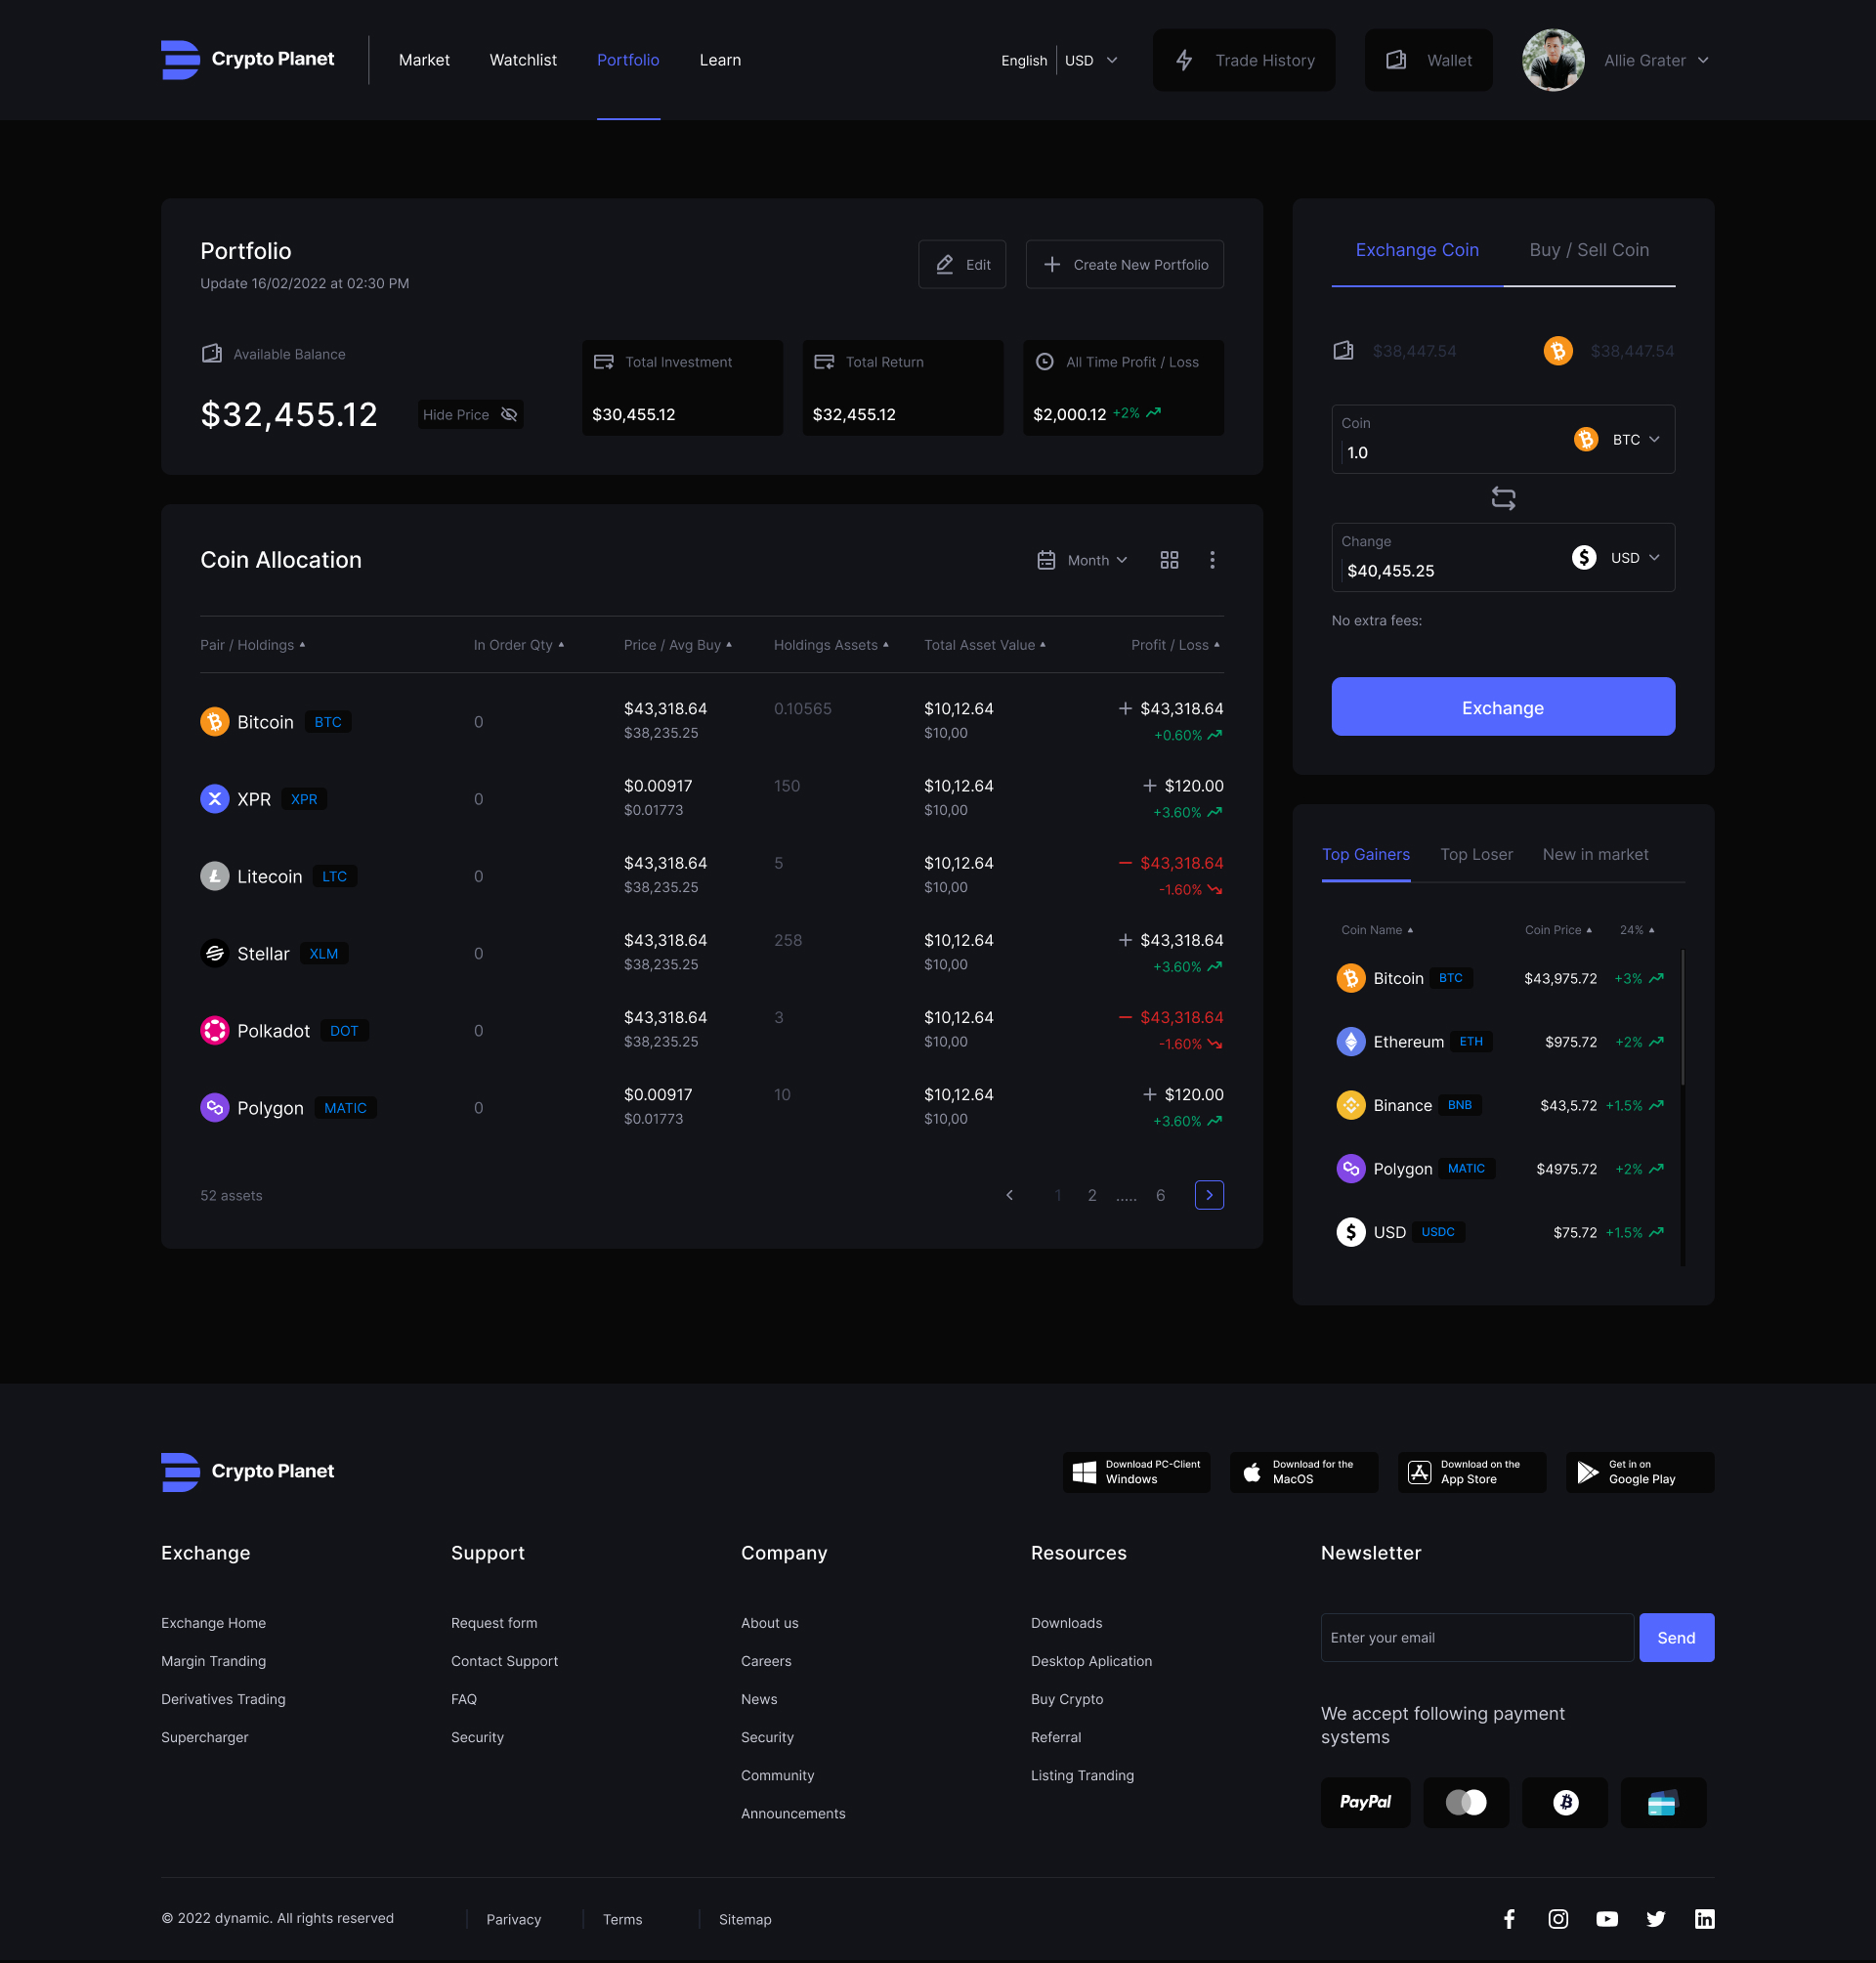 Crypto Planet
Market Watchlist Portfolio Learn
English USD
Trade History
Wallet
Allie Grater
Portfolio
Update 16/02/2022 at 02:30 PM
Edit
Create New Portfolio
Available Balance
$32,455.12
Hide Price
Total Investment
$30,455.12
Total Return
$32,455.12
All Time Profit / Loss
$2,000.12 +2%
Coin Allocation
Month
Pair / Holdings In Order Qty Price / Avg Buy Holdings Assets Total Asset Value Profit / Loss
Bitcoin BTC 0 $43,318.64 0.10565 $10,12.64 + $43,318.64
$38,235.25 $10,00 +0.60%
XPR XPR 0 $0.00917 150 $10,12.64 + $120.00
$0.01773 $10,00 +3.60%
Litecoin LTC 0 $43,318.64 5 $10,12.64 − $43,318.64
$38,235.25 $10,00 -1.60%
Stellar XLM 0 $43,318.64 258 $10,12.64 + $43,318.64
$38,235.25 $10,00 +3.60%
Polkadot DOT 0 $43,318.64 3 $10,12.64 − $43,318.64
$38,235.25 $10,00 -1.60%
Polygon MATIC 0 $0.00917 10 $10,12.64 + $120.00
$0.01773 $10,00 +3.60%
52 assets
1 2 ..... 6
Exchange Coin Buy / Sell Coin
$38,447.54 $38,447.54
Coin
1.0 BTC
Change
$40,455.25 USD
No extra fees:
Exchange
Top Gainers Top Loser New in market
Coin Name Coin Price 24%
Bitcoin BTC $43,975.72 +3%
Ethereum ETH $975.72 +2%
Binance BNB $43,5.72 +1.5%
Polygon MATIC $4975.72 +2%
USD USDC $75.72 +1.5%
Crypto Planet
Download PC-Client
Windows
Download for the
MacOS
Download on the
App Store
Get in on
Google Play
Exchange
Exchange Home
Margin Tranding
Derivatives Trading
Supercharger
Support
Request form
Contact Support
FAQ
Security
Company
About us
Careers
News
Security
Community
Announcements
Resources
Downloads
Desktop Aplication
Buy Crypto
Referral
Listing Tranding
Newsletter
Enter your email
Send
We accept following payment
systems
PayPal
© 2022 dynamic. All rights reserved
Parivacy
Terms
Sitemap